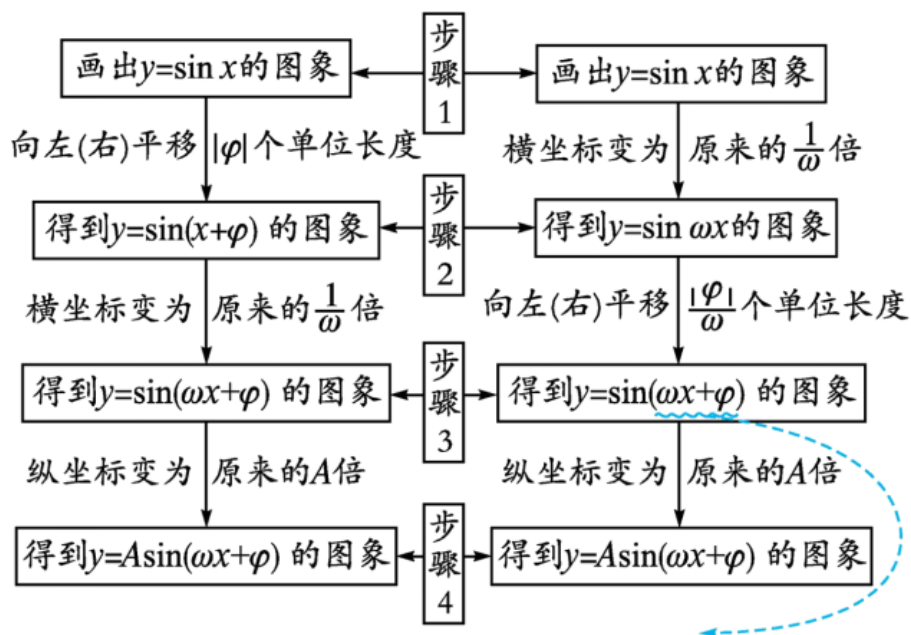 画出y=sin x的图象
步骤1
画出y=sin x的图象
向左(右)平移|φ|个单位长度
横坐标变为原来的1/ω倍
得到y=sin(x+φ) 的图象
步骤2
得到y=sin ωx的图象
横坐标变为原来的1/ω倍
向左(右)平移|φ|/ω个单位长度
得到y=sin(ωx+φ) 的图象
步骤3
得到y=sin(ωx+φ) 的图象
纵坐标变为原来的A倍
纵坐标变为原来的A倍
得到y=Asin(ωx+φ) 的图象
步骤4
得到y=Asin(ωx+φ) 的图象